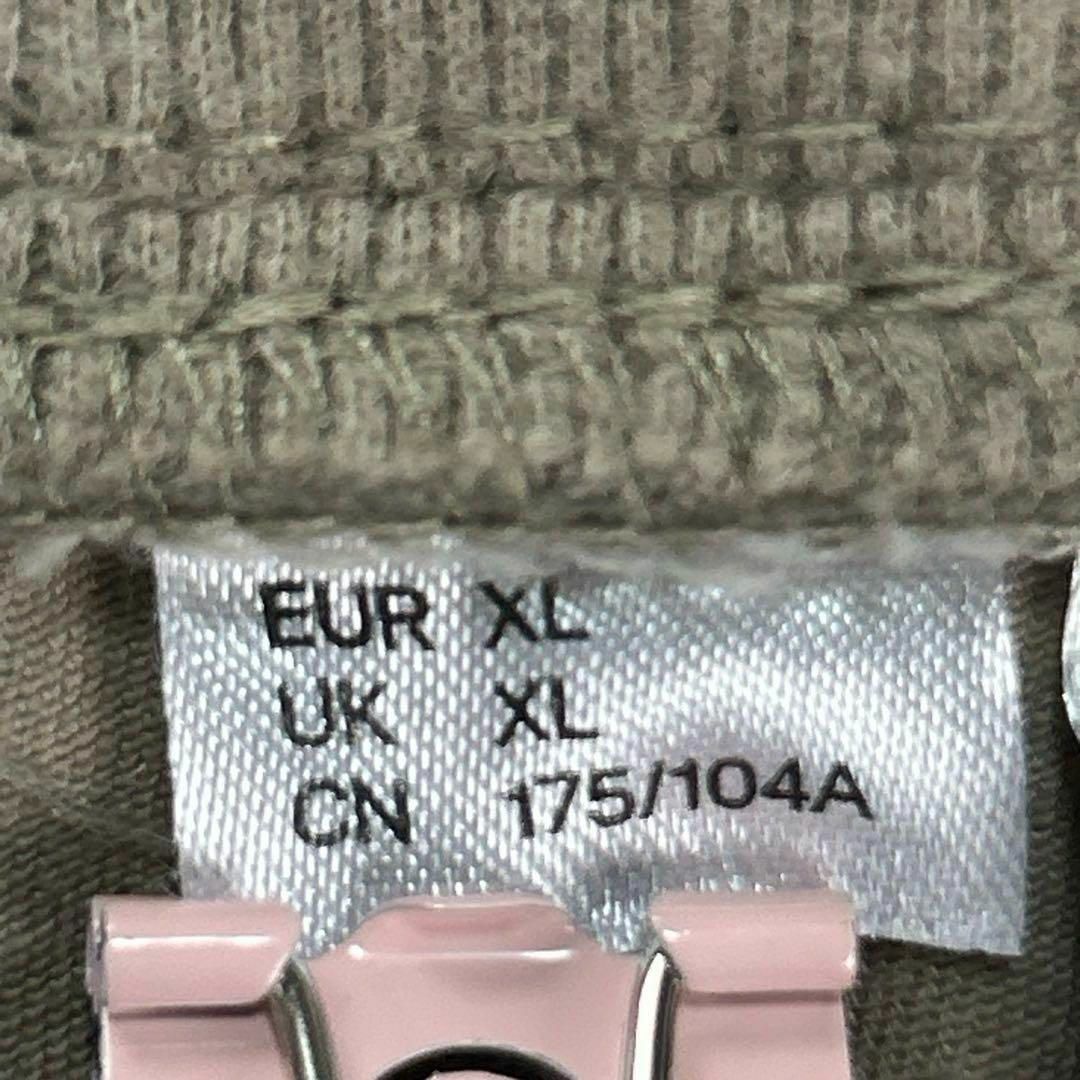 EUR XL
UK XL
CN 175/104A